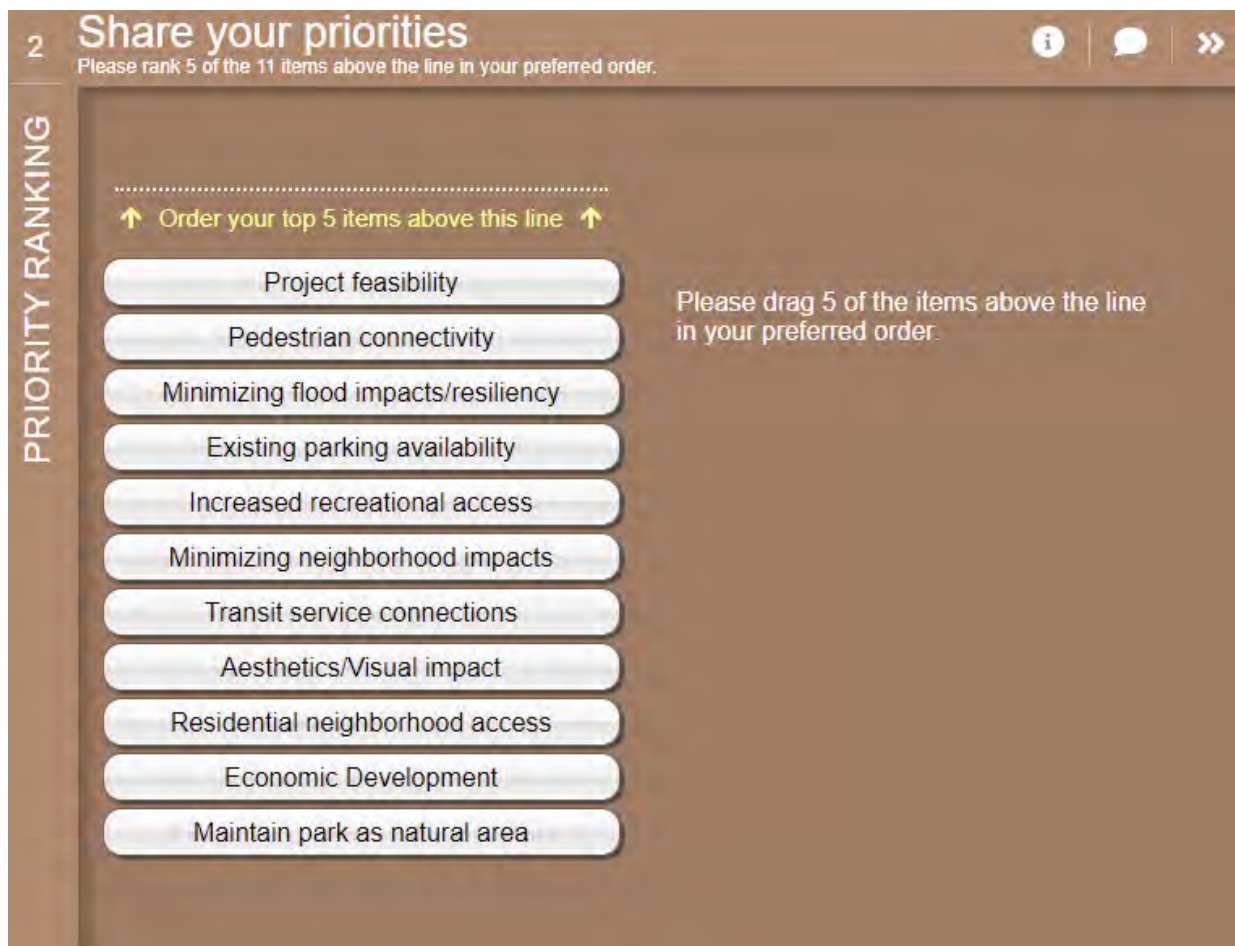 2
Share your priorities
Please rank 5 of the 11 items above the line in your preferred order.
PRIORITY RANKING
Order your top 5 items above this line
Project feasibility
Pedestrian connectivity
Minimizing flood impacts/resiliency
Existing parking availability
Increased recreational access
Minimizing neighborhood impacts
Transit service connections
Aesthetics/Visual impact
Residential neighborhood access
Economic Development
Maintain park as natural area
Please drag 5 of the items above the line
in your preferred order.